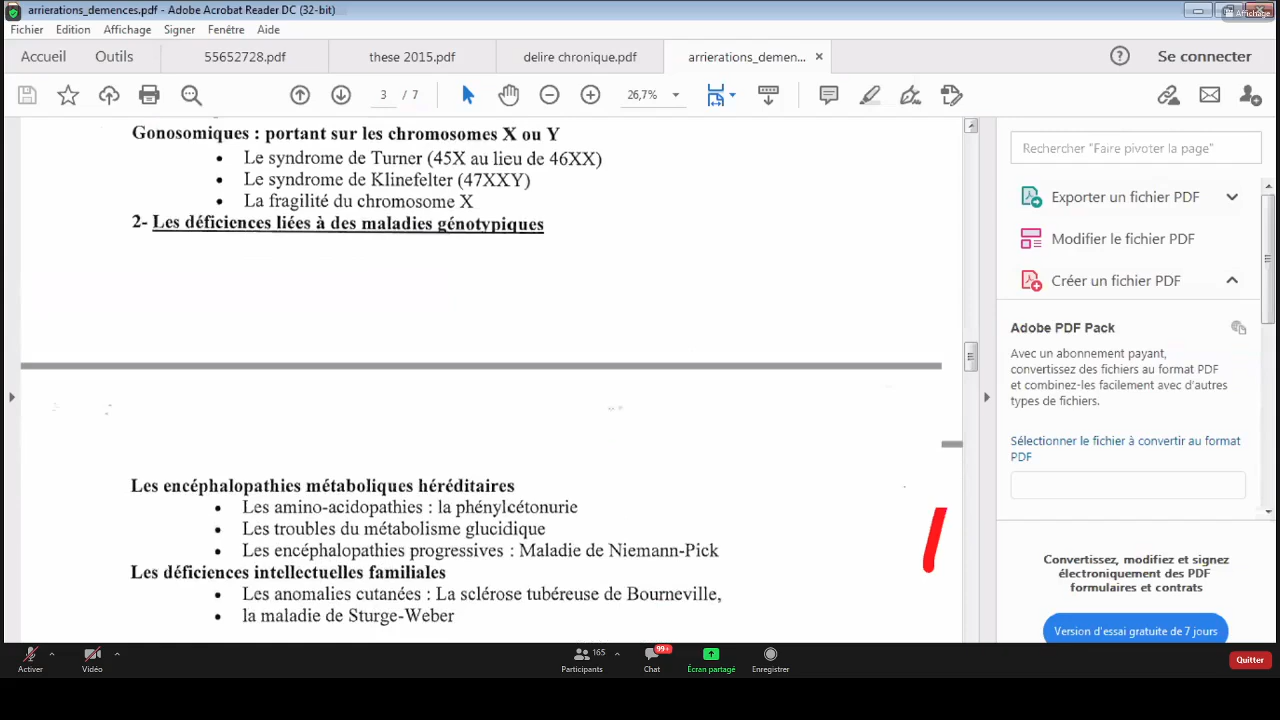 arrierations_demences.pdf - Adobe Acrobat Reader DC (32-bit)
Affichage
Fichier Edition Affichage Signer Fenêtre Aide
Accueil Outils 55652728.pdf these 2015.pdf delire chronique.pdf arrierations_demen... × Se connecter
3 / 7 26,7%
Gonosomiques : portant sur les chromosomes X ou Y
• Le syndrome de Turner (45X au lieu de 46XX)
• Le syndrome de Klinefelter (47XXY)
• La fragilité du chromosome X
2- Les déficiences liées à des maladies génotypiques
Les encéphalopathies métaboliques héréditaires
• Les amino-acidopathies : la phénylcétonurie
• Les troubles du métabolisme glucidique
• Les encéphalopathies progressives : Maladie de Niemann-Pick
Les déficiences intellectuelles familiales
• Les anomalies cutanées : La sclérose tubéreuse de Bourneville,
• la maladie de Sturge-Weber
Rechercher "Faire pivoter la page"
Exporter un fichier PDF
Modifier le fichier PDF
Créer un fichier PDF
Adobe PDF Pack
Avec un abonnement payant,
convertissez des fichiers au format PDF
et combinez-les facilement avec d'autres
types de fichiers.
Sélectionner le fichier à convertir au format
PDF
Convertissez, modifiez et signez
électroniquement des PDF
formulaires et contrats
Version d'essai gratuite de 7 jours
Activer Vidéo Participants 165 Chat 99+ Écran partagé Enregistrer Quitter